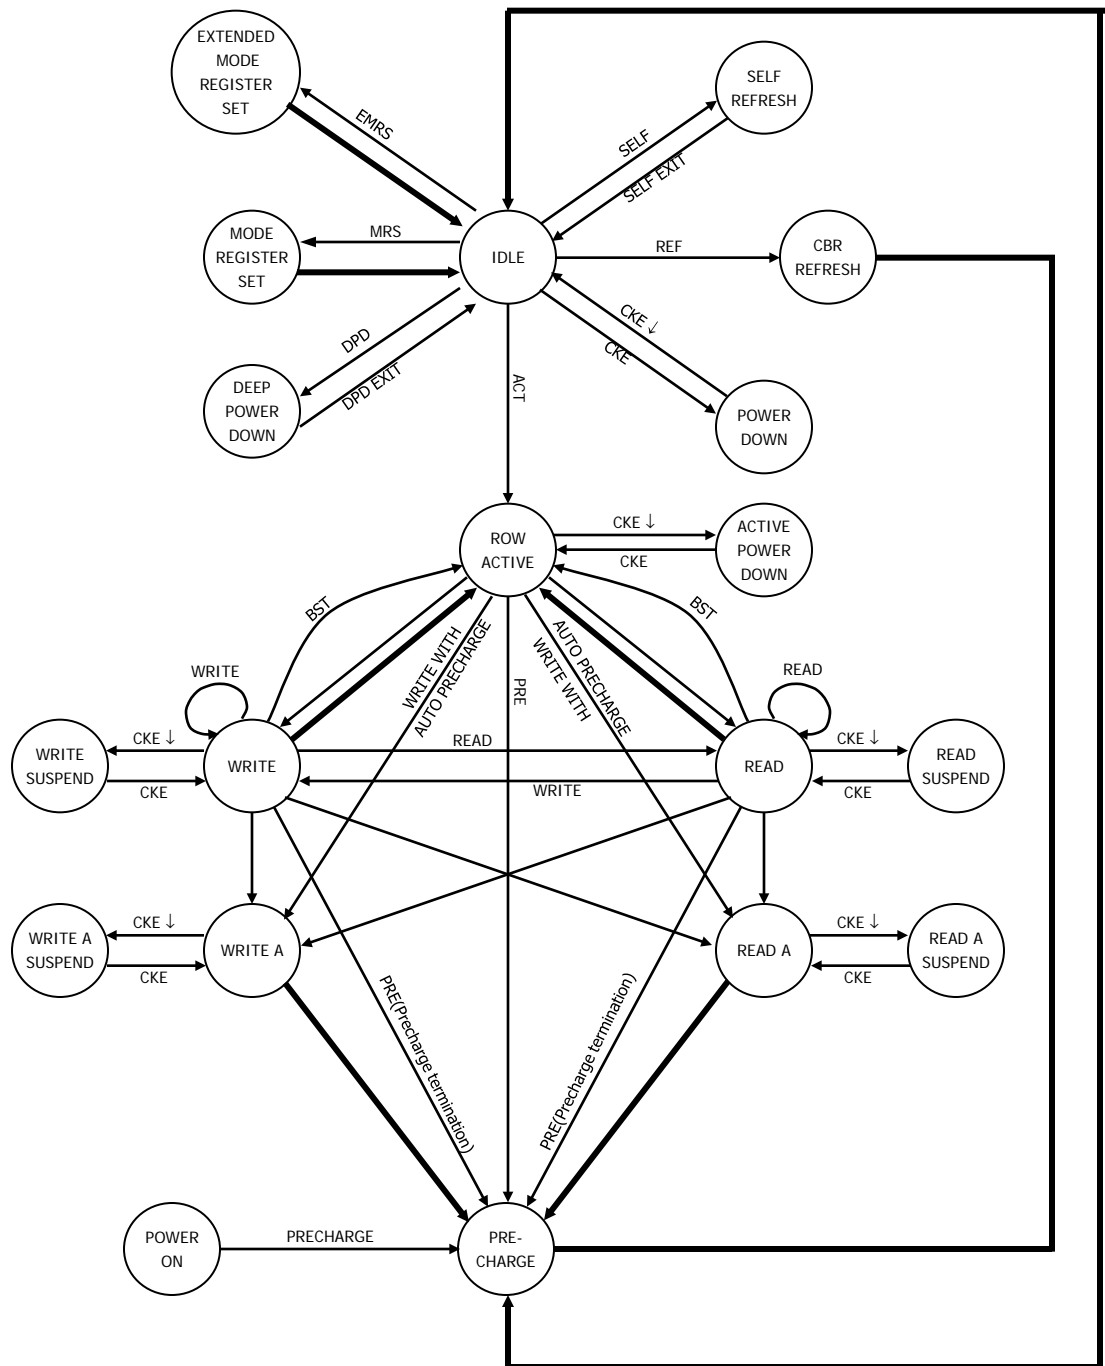 EXTENDED
MODE
REGISTER
SET
SELF
REFRESH
EMRS
SELF
SELF EXIT
MODE
REGISTER
SET
MRS
IDLE
REF
CBR
REFRESH
DPD
DPD EXIT
CKE ↓
CKE
DEEP
POWER
DOWN
ACT
POWER
DOWN
ROW
ACTIVE
CKE ↓
CKE
ACTIVE
POWER
DOWN
BST
BST
WRITE WITH
AUTO PRECHARGE
PRE
AUTO PRECHARGE
WRITE WITH
WRITE
READ
WRITE
SUSPEND
CKE ↓
CKE
WRITE
READ
WRITE
READ
CKE ↓
CKE
READ
SUSPEND
WRITE A
SUSPEND
CKE ↓
CKE
WRITE A
READ A
CKE ↓
CKE
READ A
SUSPEND
PRE(Precharge termination)
PRE(Precharge termination)
POWER
ON
PRECHARGE
PRE-
CHARGE